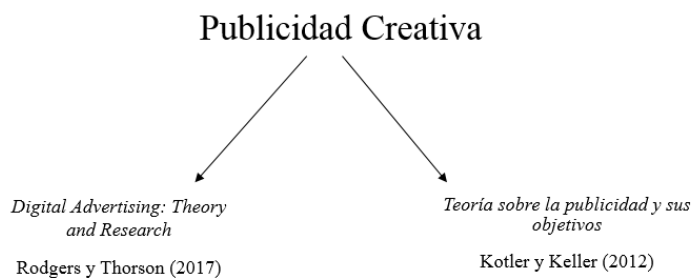 Publicidad Creativa
Digital Advertising: Theory
and Research
Rodgers y Thorson (2017)
Teoría sobre la publicidad y sus
objetivos
Kotler y Keller (2012)